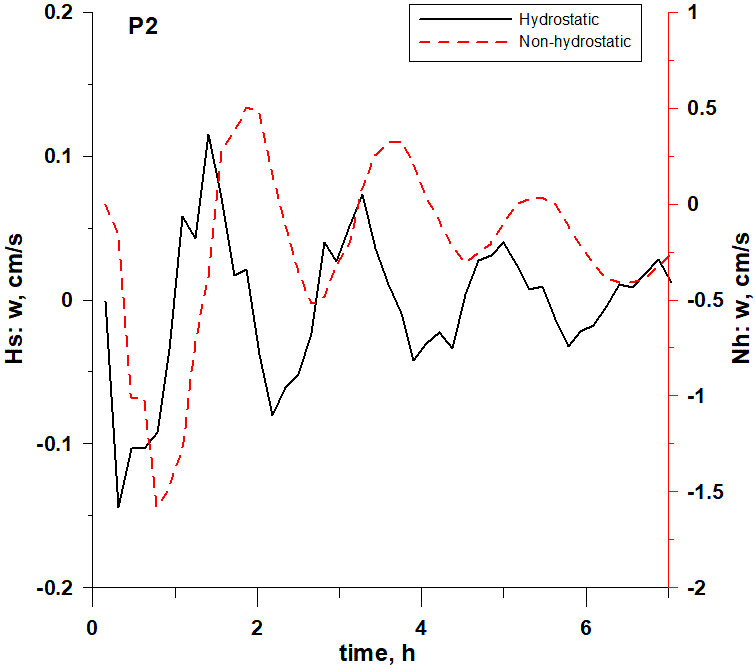 P2
Hydrostatic
Non-hydrostatic
0.2
0.1
0
-0.1
-0.2
Hs: w, cm/s
1
0.5
0
-0.5
-1
-1.5
-2
Nh: w, cm/s
0 2 4 6
time, h